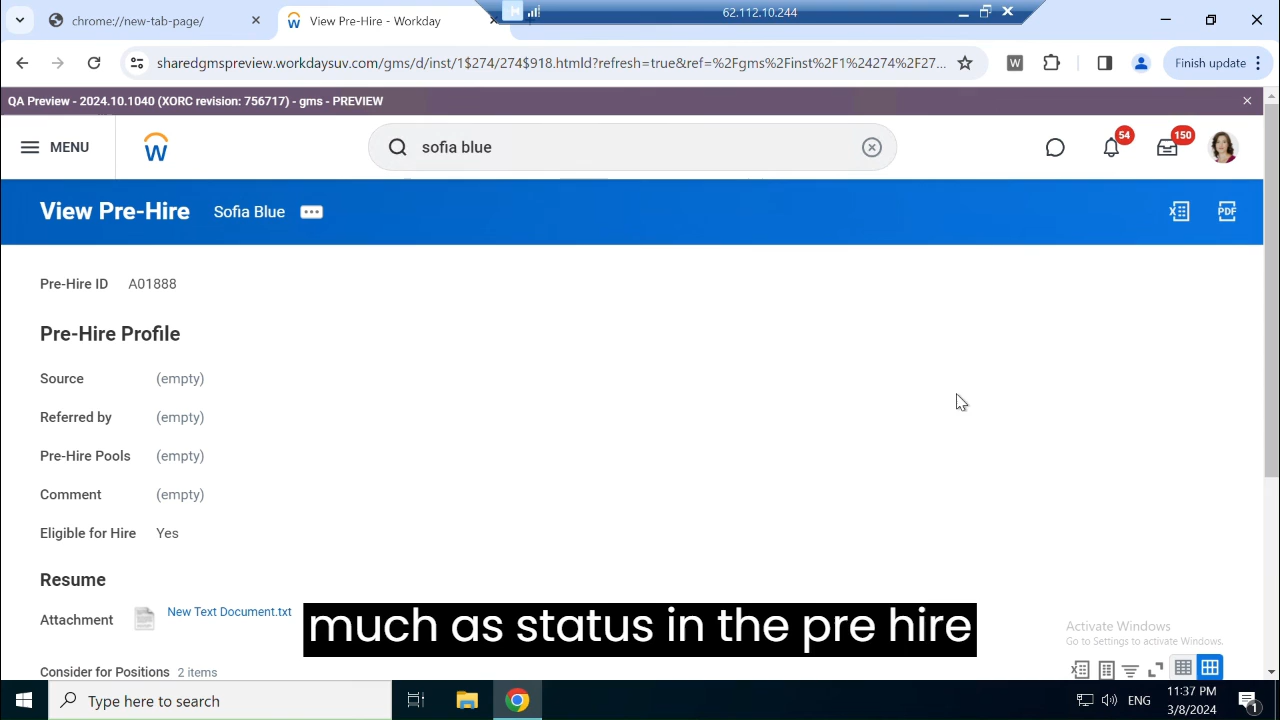 chrome://new-tab-page/
View Pre-Hire - Workday
62.112.10.244
sharedgmspreview.workdaysuv.com/gms/d/inst/1$274/274$918.htmld?refresh=true&ref=%2Fgms%2Finst%2F1%24274%2F27...
Finish update
QA Preview - 2024.10.1040 (XORC revision: 756717) - gms - PREVIEW
MENU
sofia blue
54
150
View Pre-Hire
Sofia Blue
PDF
Pre-Hire ID A01888
Pre-Hire Profile
Source (empty)
Referred by (empty)
Pre-Hire Pools (empty)
Comment (empty)
Eligible for Hire Yes
Resume
Attachment New Text Document.txt
much as status in the pre hire
Activate Windows
Go to Settings to activate Windows.
Consider for Positions 2 items
Type here to search
ENG
11:37 PM
3/8/2024
1